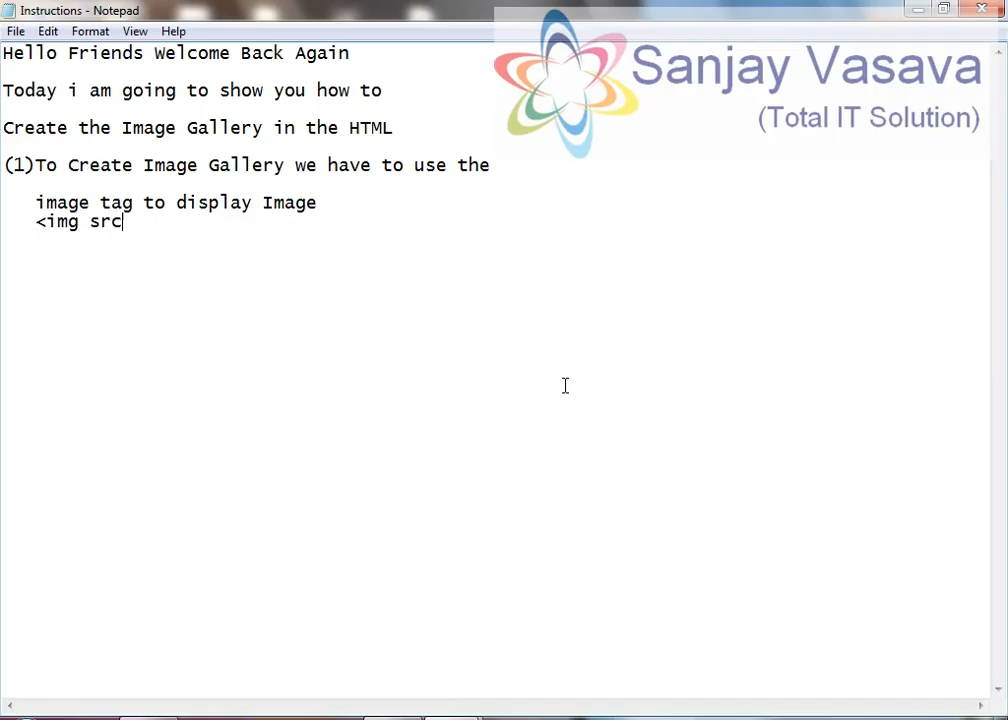 Instructions - Notepad
File Edit Format View Help
Hello Friends Welcome Back Again
Today i am going to show you how to
Create the Image Gallery in the HTML
(1)To Create Image Gallery we have to use the
image tag to display Image
<img src
Sanjay Vasava
(Total IT Solution)